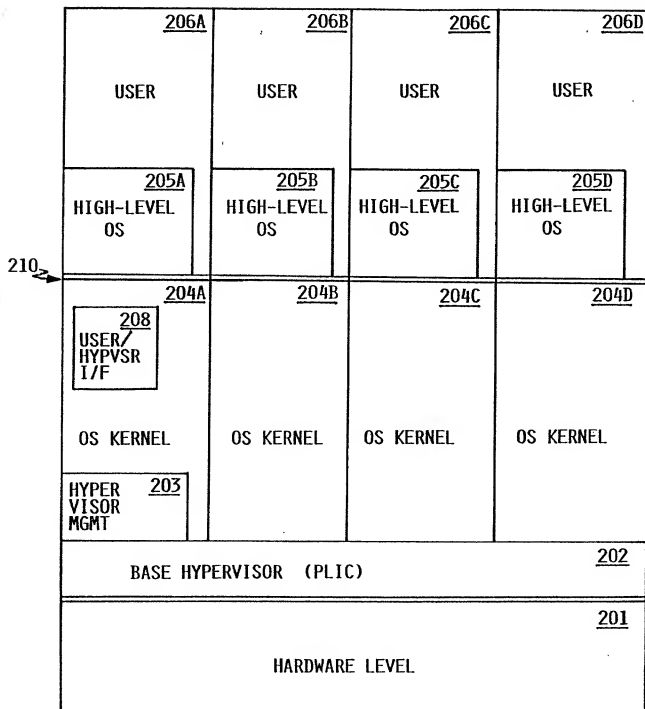 206A 206B 206C 206D
USER USER USER USER
205A 205B 205C 205D
HIGH-LEVEL HIGH-LEVEL HIGH-LEVEL HIGH-LEVEL
OS OS OS OS
210
204A 204B 204C 204D
208
USER/
HYPVSR
I/F
OS KERNEL OS KERNEL OS KERNEL OS KERNEL
HYPER 203
VISOR
MGMT
202
BASE HYPERVISOR (PLIC)
201
HARDWARE LEVEL